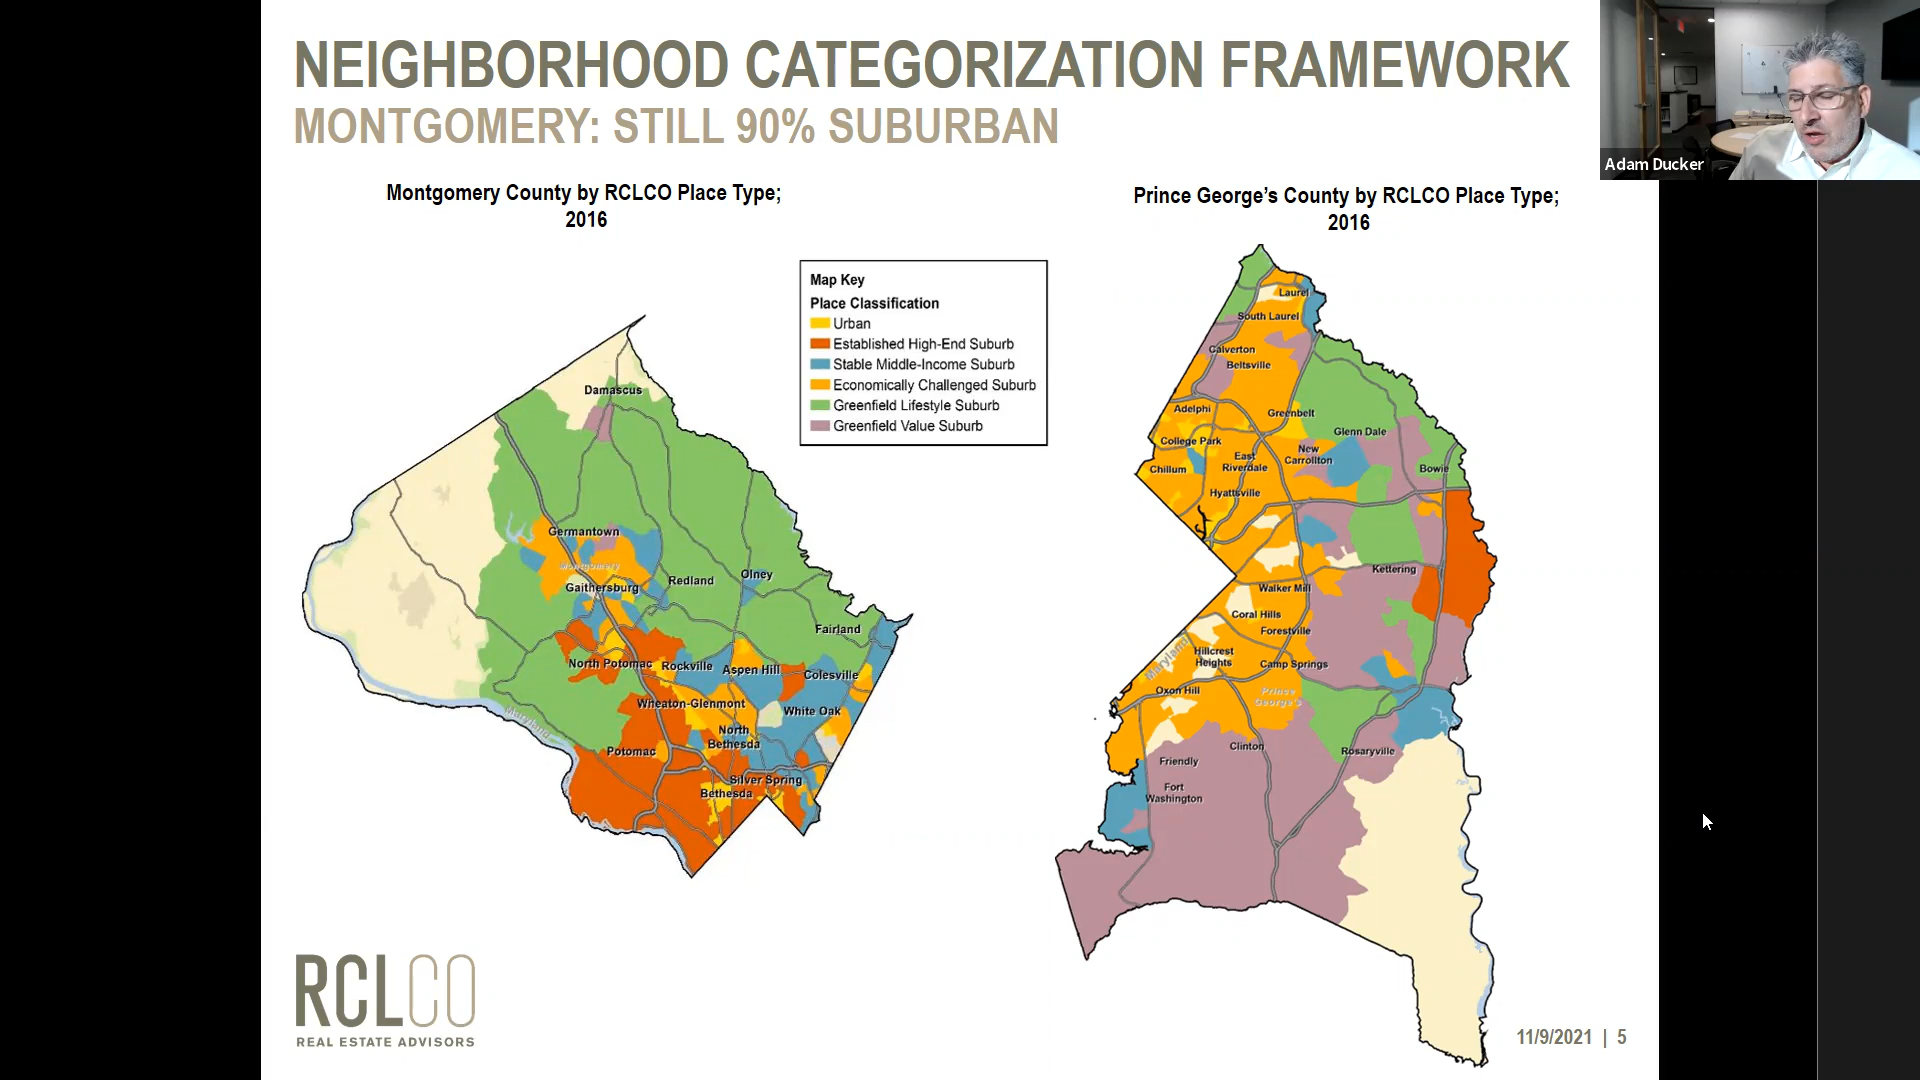 NEIGHBORHOOD CATEGORIZATION FRAMEWORK
MONTGOMERY: STILL 90% SUBURBAN
Adam Ducker
Montgomery County by RCLCO Place Type;
2016
Prince George’s County by RCLCO Place Type;
2016
Map Key
Place Classification
Urban
Established High-End Suburb
Stable Middle-Income Suburb
Economically Challenged Suburb
Greenfield Lifestyle Suburb
Greenfield Value Suburb
Damascus
Germantown
Montgomery
Gaithersburg
Redland
Olney
Fairland
North Potomac
Rockville
Aspen Hill
Colesville
Wheaton-Glenmont
White Oak
Maryland
North
Bethesda
Potomac
Silver Spring
Bethesda
Laurel
South Laurel
Calverton
Beltsville
Adelphi
Greenbelt
Glenn Dale
College Park
New
Carrollton
East
Riverdale
Chillum
Bowie
Hyattsville
Kettering
Walker Mill
Coral Hills
Forestville
Maryland
Hillcrest
Heights
Camp Springs
Oxon Hill
Prince
George's
Clinton
Rosaryville
Friendly
Fort
Washington
RCLCO
REAL ESTATE ADVISORS
11/9/2021 | 5